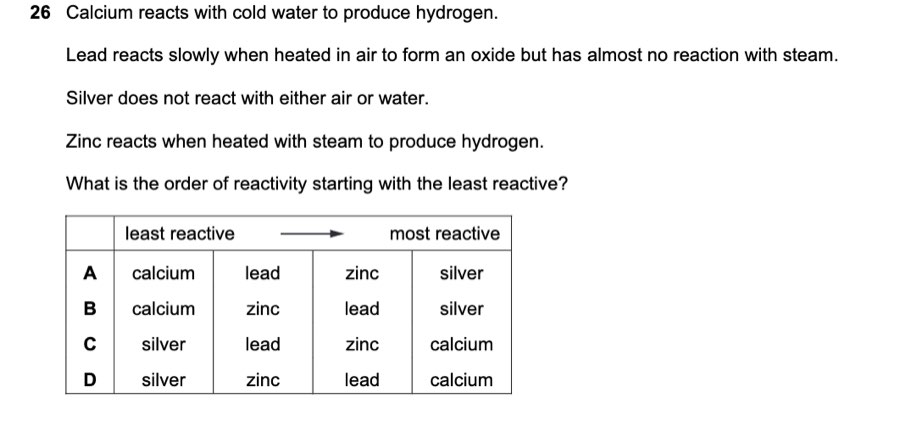 26 Calcium reacts with cold water to produce hydrogen.
Lead reacts slowly when heated in air to form an oxide but has almost no reaction with steam.
Silver does not react with either air or water.
Zinc reacts when heated with steam to produce hydrogen.
What is the order of reactivity starting with the least reactive?
least reactive most reactive
A calcium lead zinc silver
B calcium zinc lead silver
C silver lead zinc calcium
D silver zinc lead calcium